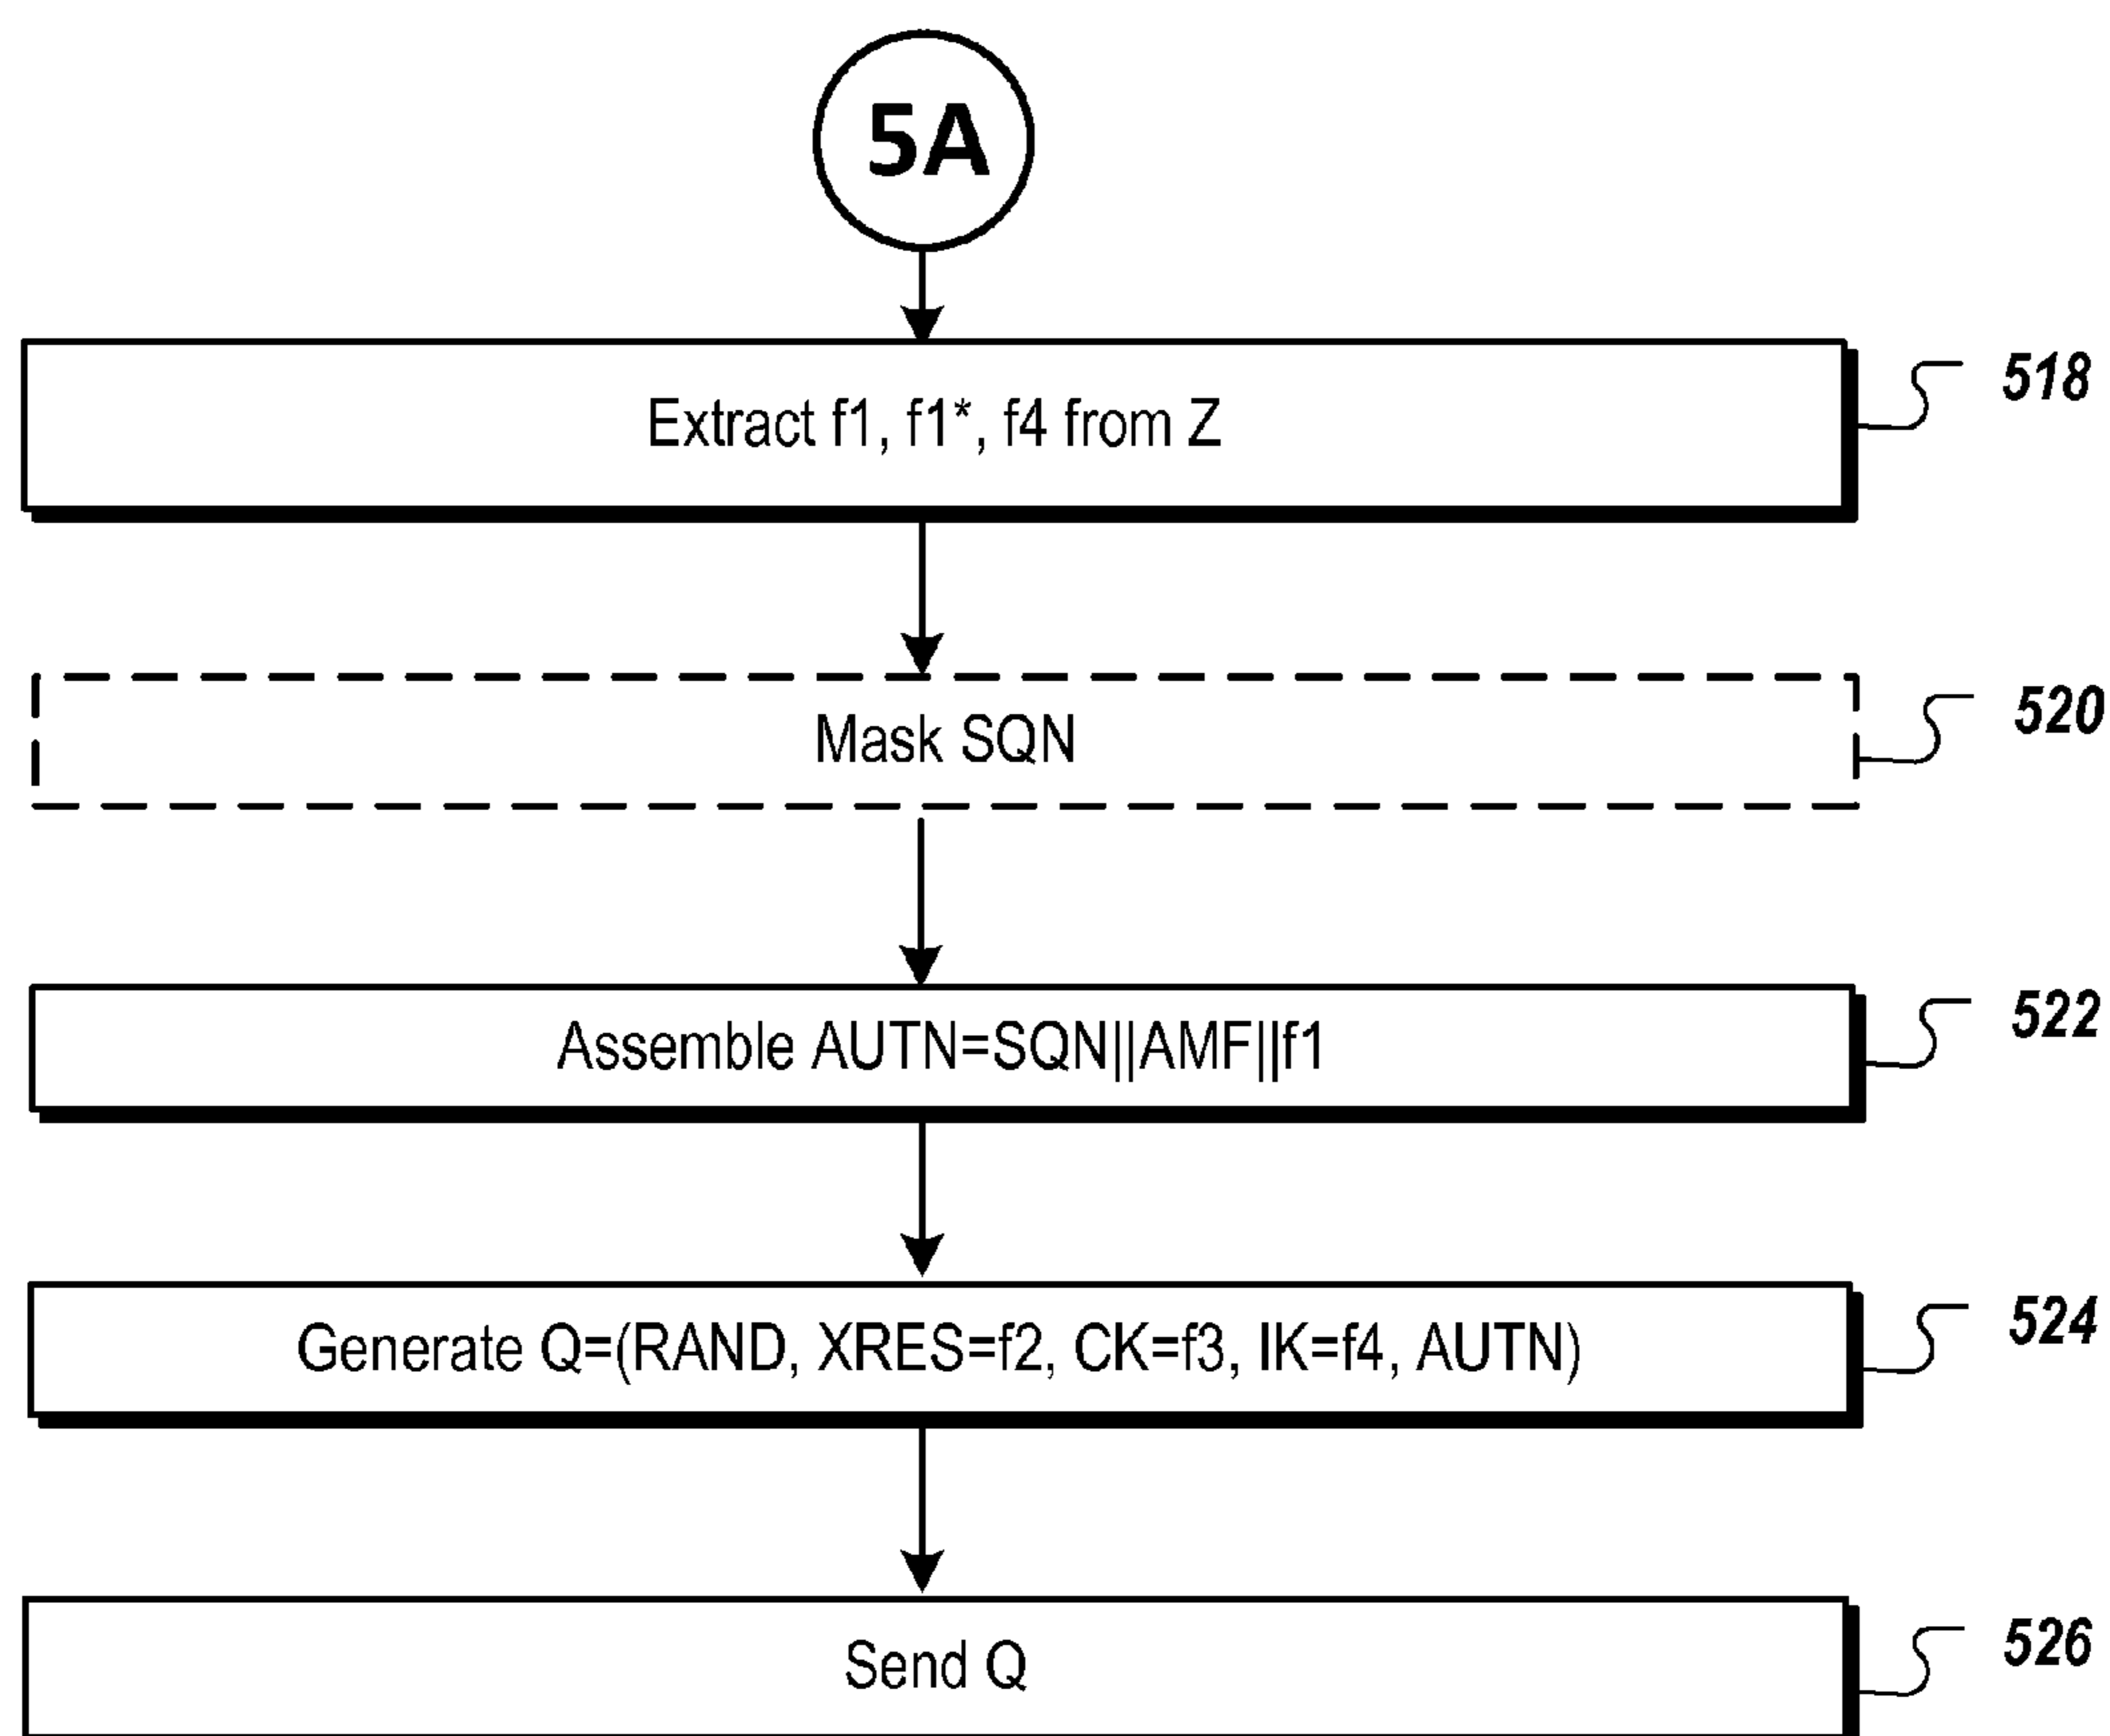 5A
Extract f1, f1*, f4 from Z
518
Mask SQN
520
Assemble AUTN=SQN||AMF||f1
522
Generate Q=(RAND, XRES=f2, CK=f3, IK=f4, AUTN)
524
Send Q
526